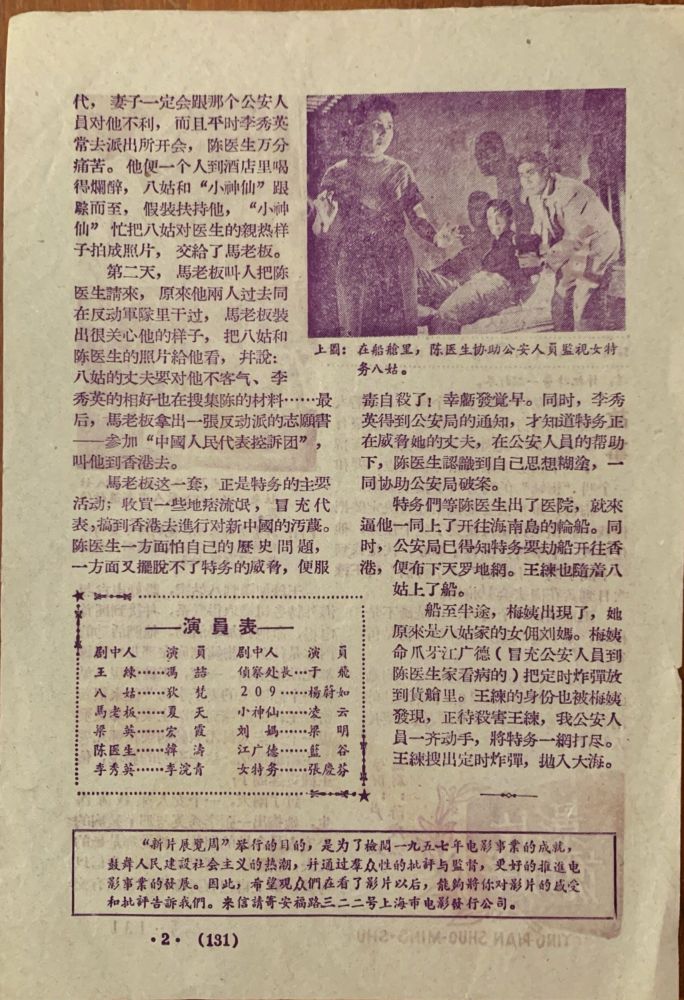 代，妻子一定会跟那个公安人
員对他不利，而且平时李秀英
常去派出所开会，陈医生万分
痛苦。他便一个人到酒店里喝
得爛醉，八姑和“小神仙”跟
踪而至，假装扶持他，“小神
仙”忙把八姑对医生的親热样
子拍成照片，交給了馬老板。
第二天，馬老板叫人把陈
医生請來，原來他兩人过去同
在反动軍隊里干过，馬老板裝
出很关心他的样子，把八姑和
陈医生的照片給他看，幷說：
八姑的丈夫要对他不客气、李
秀英的相好也在搜集陈的材料……最
后，馬老板拿出一張反动派的志願書
——参加“中國人民代表控訴团”，
叫他到香港去。
馬老板这一套，正是特务的主要
活动；收買一些地痞流氓，冒充代
表，搞到香港去進行对新中國的汚蔑。
陈医生一方面怕自己的歷史問題，
一方面又擺脫不了特务的威脅，便服
上圖：在船艙里，陈医生协助公安人員監視女特
务八姑。
毒自殺了！幸虧發覺早。同时，李秀
英得到公安局的通知，才知道特务正
在威脅她的丈夫，在公安人員的帮助
下，陈医生認識到自己思想糊塗，一
同协助公安局破案。
特务們等陈医生出了医院，就來
逼他一同上了开往海南島的輪船。同
时，公安局已得知特务要劫船开往香
港，便布下天罗地網。王練也隨着八
姑上了船。
船至半途，梅姨出現了，她
原來是八姑家的女佣刘媽。梅姨
命爪牙江广德（冒充公安人員到
陈医生家看病的）把定时炸彈放
到貨艙里。王練的身份也被梅姨
發現，正待殺害王練，我公安人
員一齐动手，將特务一網打尽。
王練搜出定时炸彈，拋入大海。
——演員表——
剧中人 演員 剧中人 演員
王練……馮喆 偵察处长…于飛
八姑……狄梵 209…楊蔚如
馬老板……夏天 小神仙……凌云
梁英……宏霞 刘媽……梁明
陈医生……韓涛 江广德……藍谷
李秀英……李浣青 女特务……張慶芬
“新片展覽周”举行的目的，是为了檢閱一九五七年电影事業的成就，
鼓舞人民建設社会主义的热潮，幷通过羣众性的批評与監督，更好的推進电
影事業的發展。因此，希望观众們在看了影片以后，能夠將你对影片的感受
和批評告訴我們。來信請寄安福路三二二号上海市电影發行公司。
·2· (131)